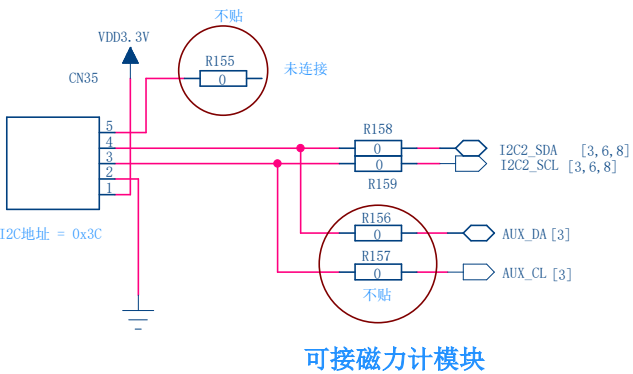 不贴
VDD3.3V
R155
0
未连接
CN35
5
4
3
2
1
R158
0
I2C2_SDA [3,6,8]
0
I2C2_SCL [3,6,8]
R159
I2C地址 = 0x3C
R156
0
AUX_DA [3]
R157
0
AUX_CL [3]
不贴
可接磁力计模块